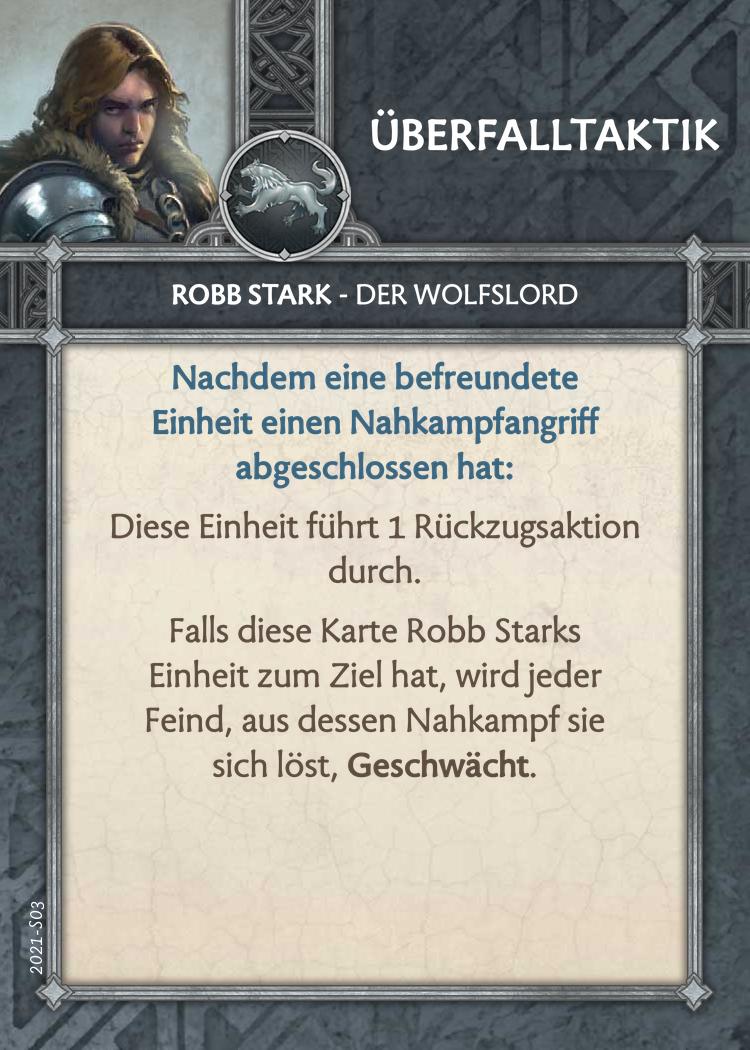 ÜBERFALLTAKTIK
ROBB STARK - DER WOLFSLORD
Nachdem eine befreundete
Einheit einen Nahkampfangriff
abgeschlossen hat:
Diese Einheit führt 1 Rückzugsaktion
durch.
Falls diese Karte Robb Starks
Einheit zum Ziel hat, wird jeder
Feind, aus dessen Nahkampf sie
sich löst, Geschwächt.
2021-S03